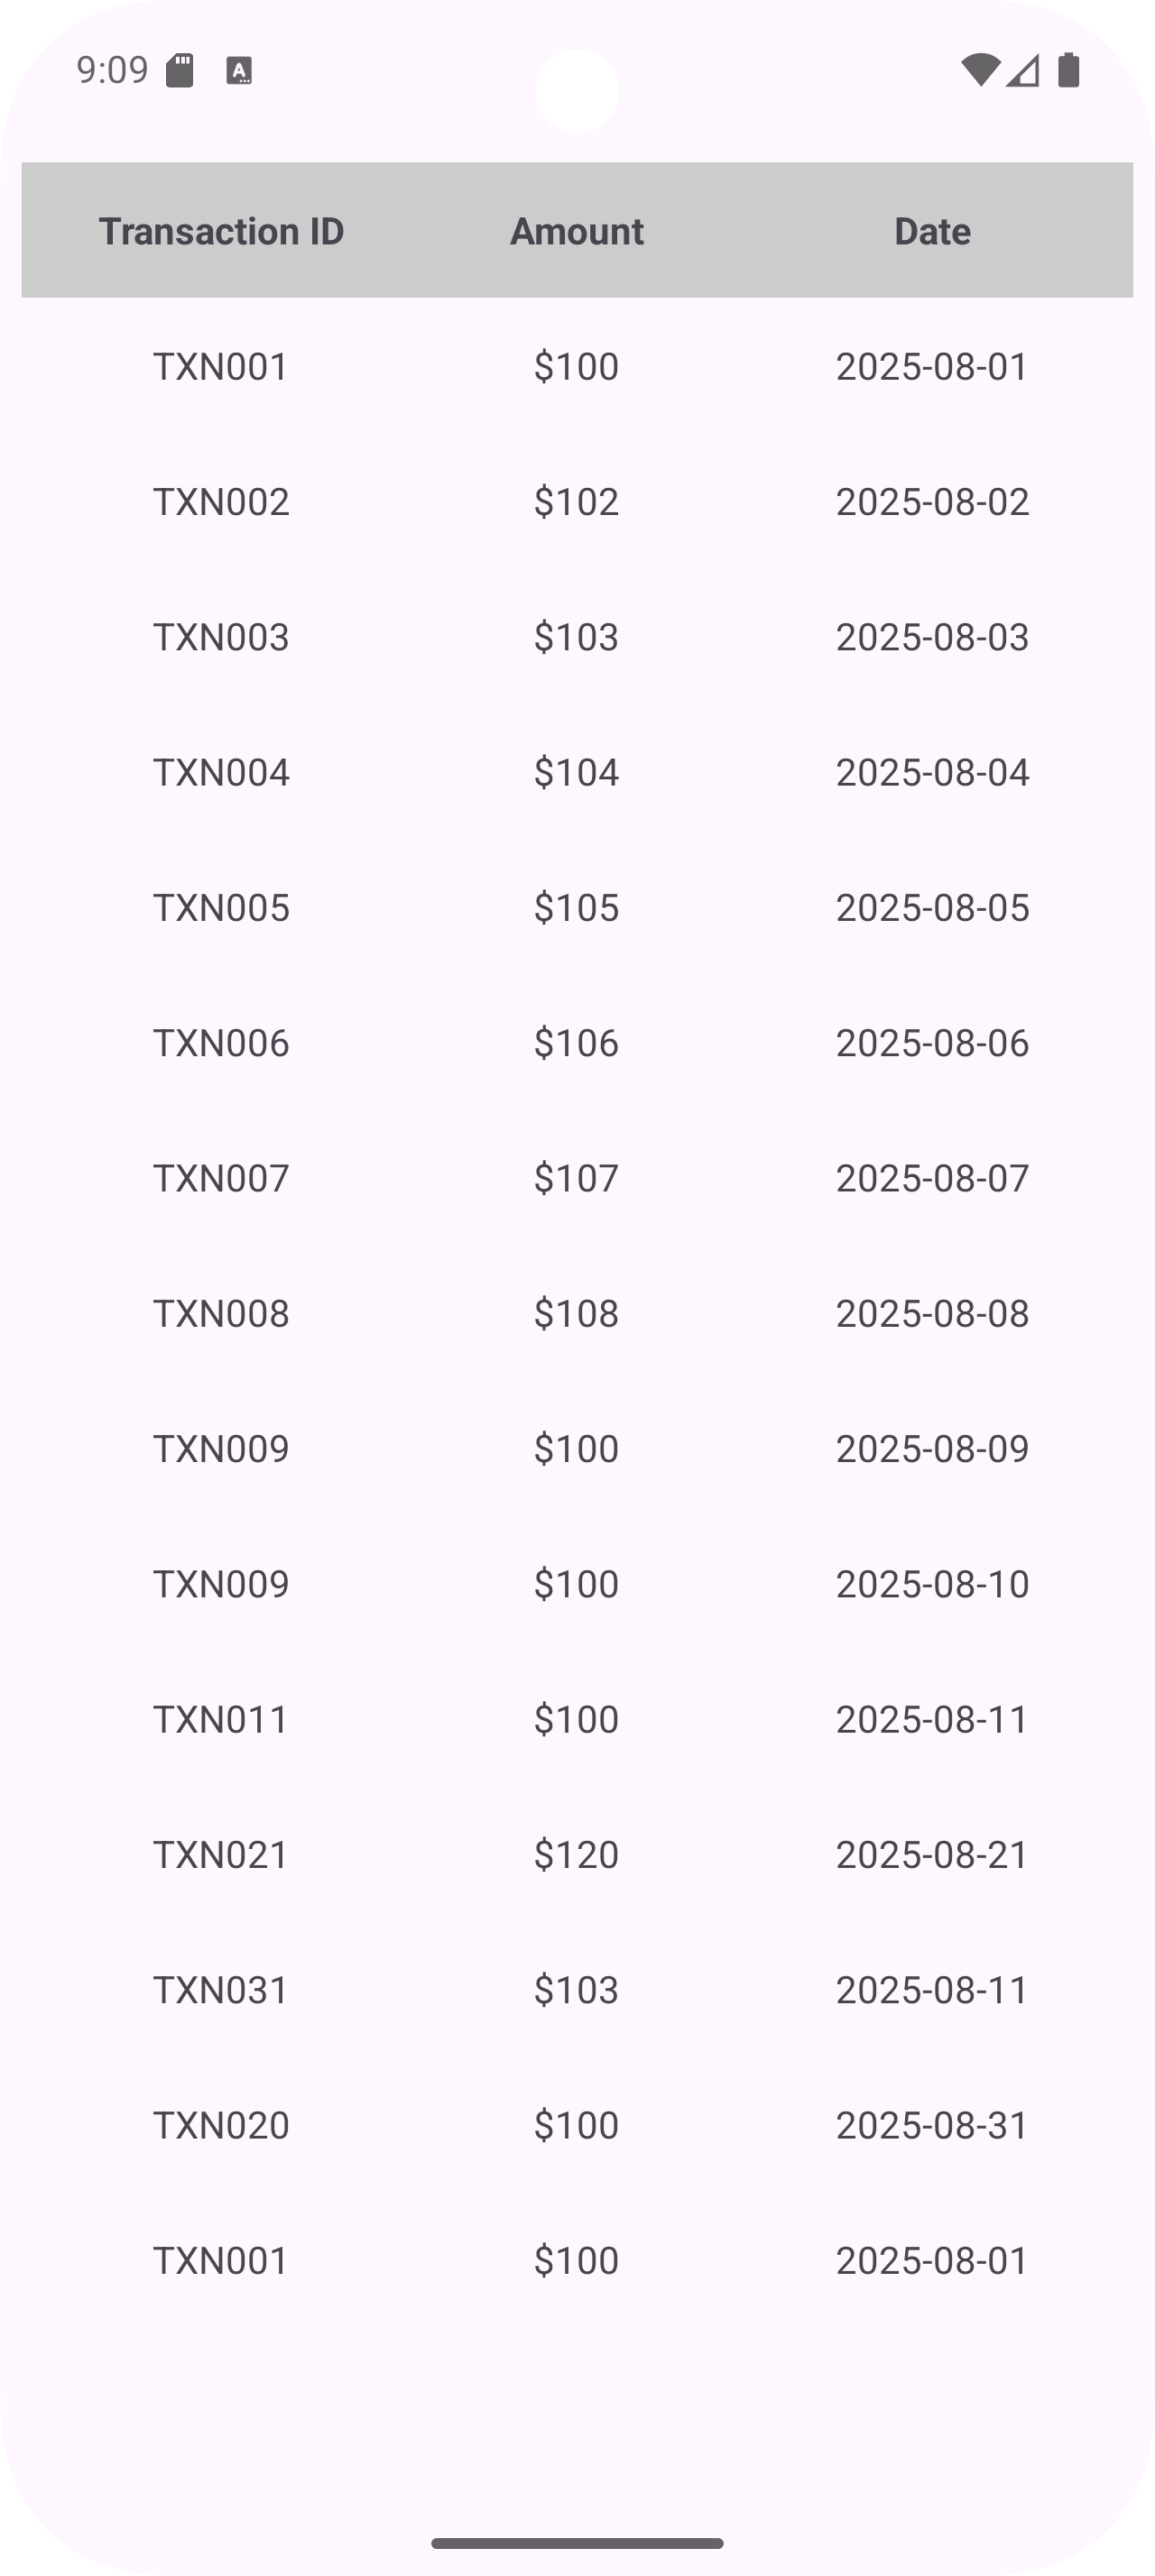 9:09
Transaction ID Amount Date
TXN001 $100 2025-08-01
TXN002 $102 2025-08-02
TXN003 $103 2025-08-03
TXN004 $104 2025-08-04
TXN005 $105 2025-08-05
TXN006 $106 2025-08-06
TXN007 $107 2025-08-07
TXN008 $108 2025-08-08
TXN009 $100 2025-08-09
TXN009 $100 2025-08-10
TXN011 $100 2025-08-11
TXN021 $120 2025-08-21
TXN031 $103 2025-08-11
TXN020 $100 2025-08-31
TXN001 $100 2025-08-01